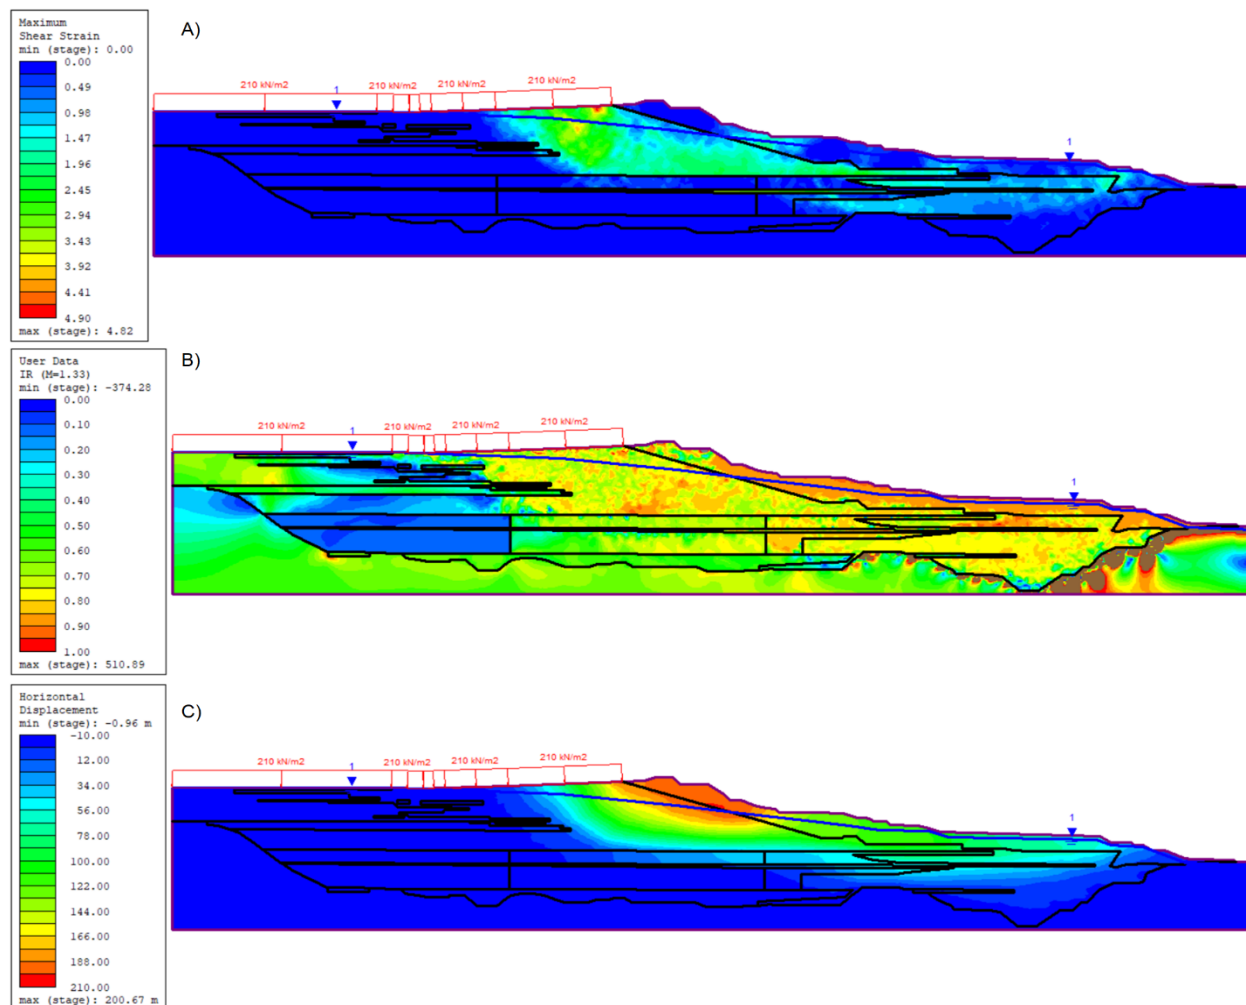 Maximum
Shear Strain
min (stage): 0.00
0.00
0.49
0.98
1.47
1.96
2.45
2.94
3.43
3.92
4.41
4.90
max (stage): 4.82
A)
210 kN/m2 210 kN/m2 210 kN/m2 210 kN/m2
1
1
User Data
IR (M=1.33)
min (stage): -374.28
0.00
0.10
0.20
0.30
0.40
0.50
0.60
0.70
0.80
0.90
1.00
max (stage): 510.89
B)
210 kN/m2 210 kN/m2 210 kN/m2 210 kN/m2
1
1
Horizontal
Displacement
min (stage): -0.96 m
-10.00
12.00
34.00
56.00
78.00
100.00
122.00
144.00
166.00
188.00
210.00
max (stage): 200.67 m
C)
210 kN/m2 210 kN/m2 210 kN/m2 210 kN/m2
1
1